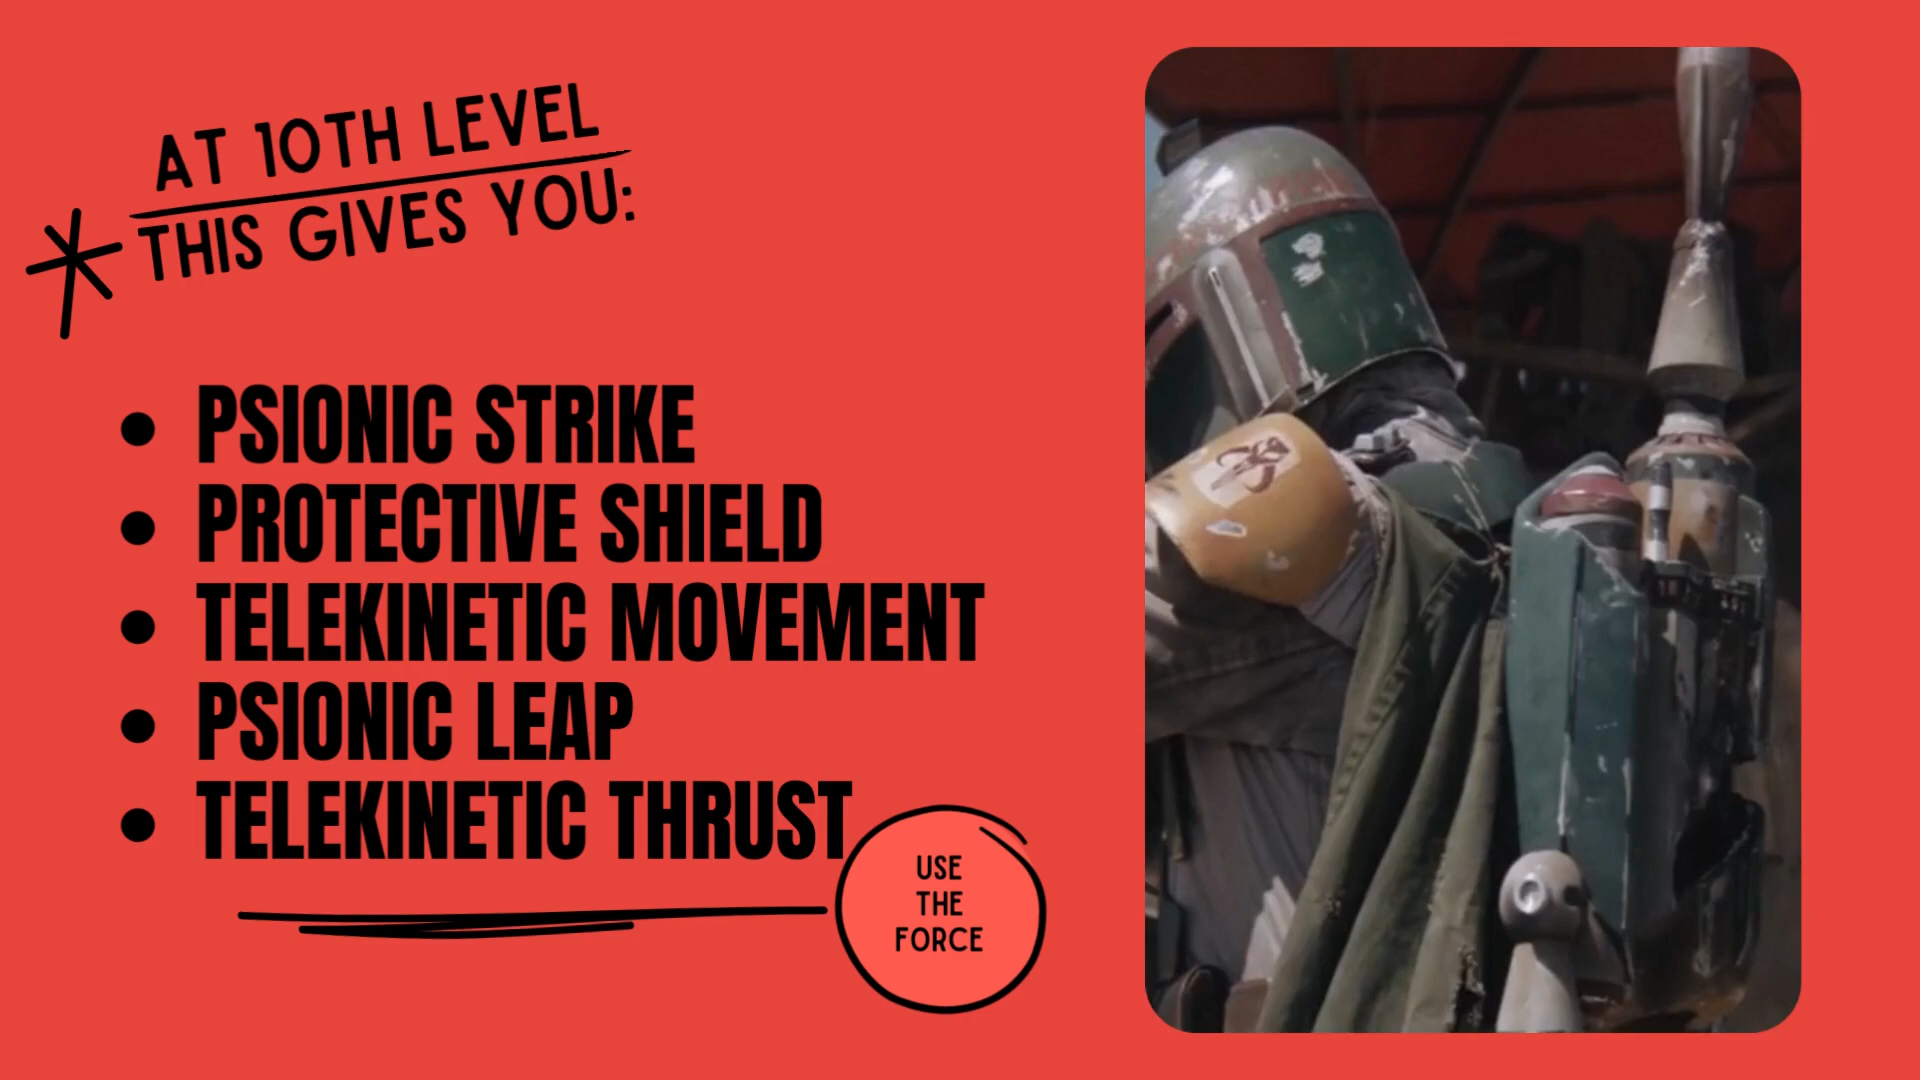 AT 10TH LEVEL
THIS GIVES YOU:
PSIONIC STRIKE
PROTECTIVE SHIELD
TELEKINETIC MOVEMENT
PSIONIC LEAP
TELEKINETIC THRUST
USE
THE
FORCE